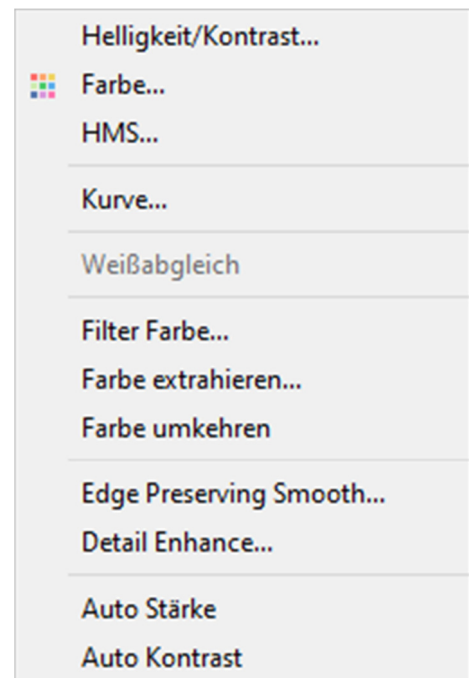 Helligkeit/Kontrast...
Farbe...
HMS...
Kurve...
Weißabgleich
Filter Farbe...
Farbe extrahieren...
Farbe umkehren
Edge Preserving Smooth...
Detail Enhance...
Auto Stärke
Auto Kontrast